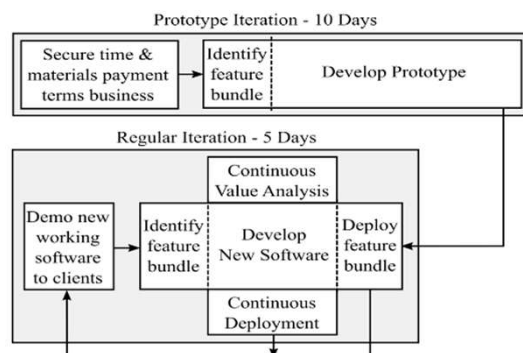 Prototype Iteration - 10 Days
Secure time &
materials payment
terms business
Identify
feature
bundle
Develop Prototype
Regular Iteration - 5 Days
Continuous
Value Analysis
Demo new
working
software
to clients
Identify
feature
bundle
Develop
New Software
Deploy
feature
bundle
Continuous
Deployment